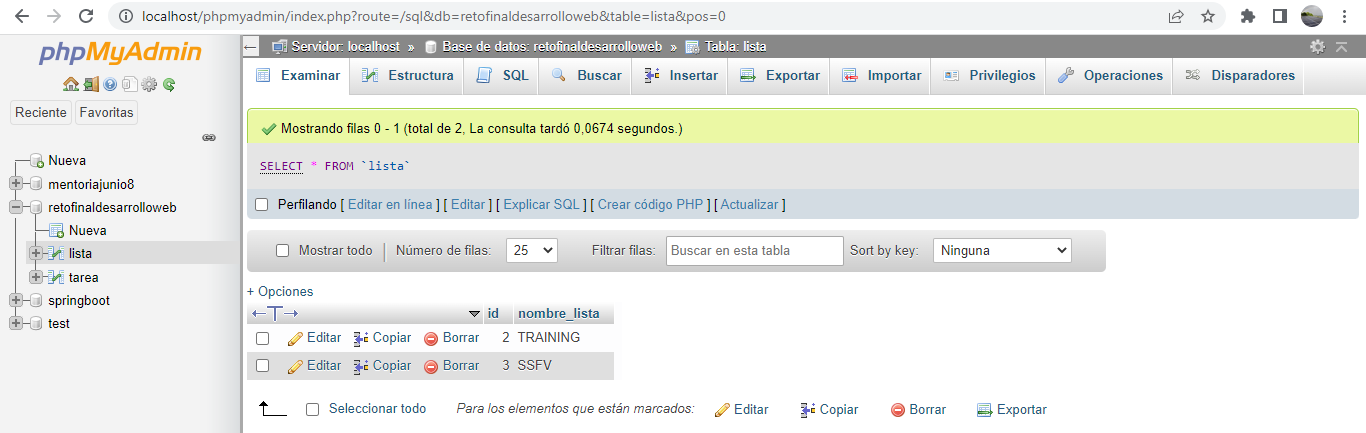 localhost/phpmyadmin/index.php?route=/sql&db=retofinaldesarrolloweb&table=lista&pos=0
phpMyAdmin
Reciente Favoritas
Nueva
mentoriajunio8
retofinaldesarrolloweb
Nueva
lista
tarea
springboot
test
Servidor: localhost » Base de datos: retofinaldesarrolloweb » Tabla: lista
Examinar Estructura SQL Buscar Insertar Exportar Importar Privilegios Operaciones Disparadores
Mostrando filas 0 - 1 (total de 2, La consulta tardó 0,0674 segundos.)
SELECT * FROM `lista`
Perfilando [ Editar en línea ] [ Editar ] [ Explicar SQL ] [ Crear código PHP ] [ Actualizar ]
Mostrar todo | Número de filas: 25 Filtrar filas: Buscar en esta tabla Sort by key: Ninguna
+ Opciones
←T→ id nombre_lista
Editar Copiar Borrar 2 TRAINING
Editar Copiar Borrar 3 SSFV
Seleccionar todo Para los elementos que están marcados: Editar Copiar Borrar Exportar